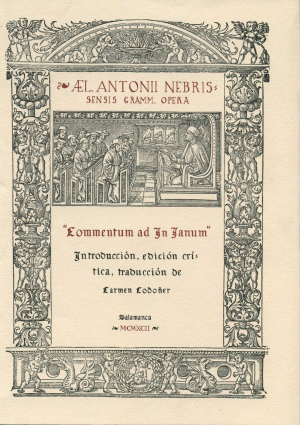 ÆL. ANTONII NEBRIS-
SENSIS GRAMM. OPERA
"Commentum ad In Ianum"
Introducción, edición crí-
tica, traducción de
Carmen Codoñer
Salamanca
MCMXCII